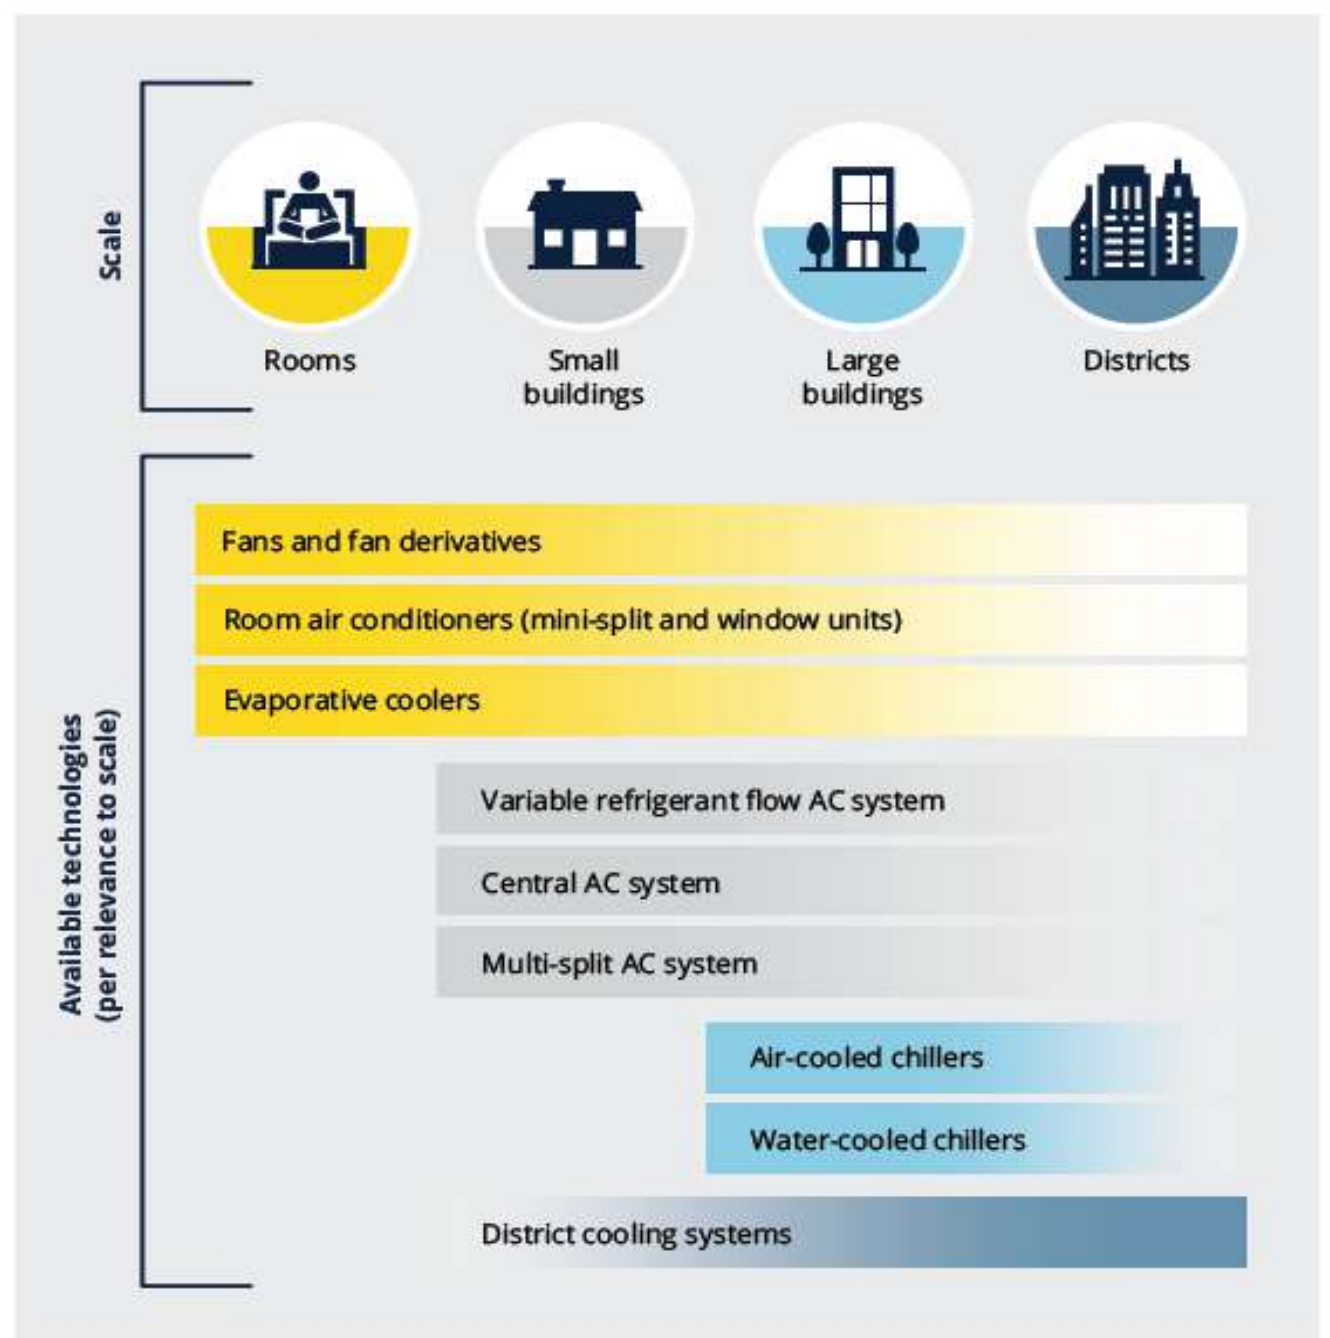 Scale
Rooms
Small
buildings
Large
buildings
Districts
Available technologies
(per relevance to scale)
Fans and fan derivatives
Room air conditioners (mini-split and window units)
Evaporative coolers
Variable refrigerant flow AC system
Central AC system
Multi-split AC system
Air-cooled chillers
Water-cooled chillers
District cooling systems